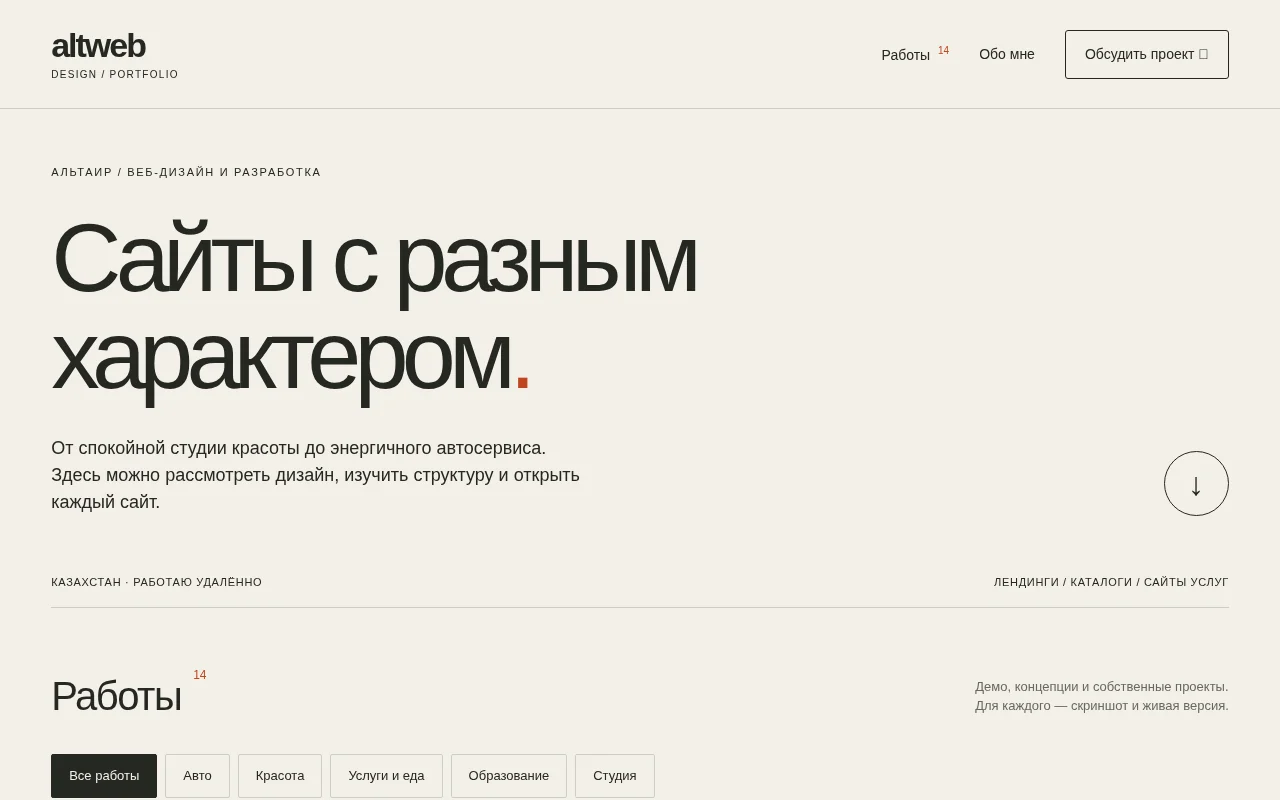 altweb
DESIGN / PORTFOLIO
Работы 14
Обо мне
Обсудить проект
АЛЬТАИР / ВЕБ-ДИЗАЙН И РАЗРАБОТКА
Сайты с разным
характером.
От спокойной студии красоты до энергичного автосервиса.
Здесь можно рассмотреть дизайн, изучить структуру и открыть
каждый сайт.
↓
КАЗАХСТАН · РАБОТАЮ УДАЛЁННО
ЛЕНДИНГИ / КАТАЛОГИ / САЙТЫ УСЛУГ
Работы 14
Демо, концепции и собственные проекты.
Для каждого — скриншот и живая версия.
Все работы
Авто
Красота
Услуги и еда
Образование
Студия